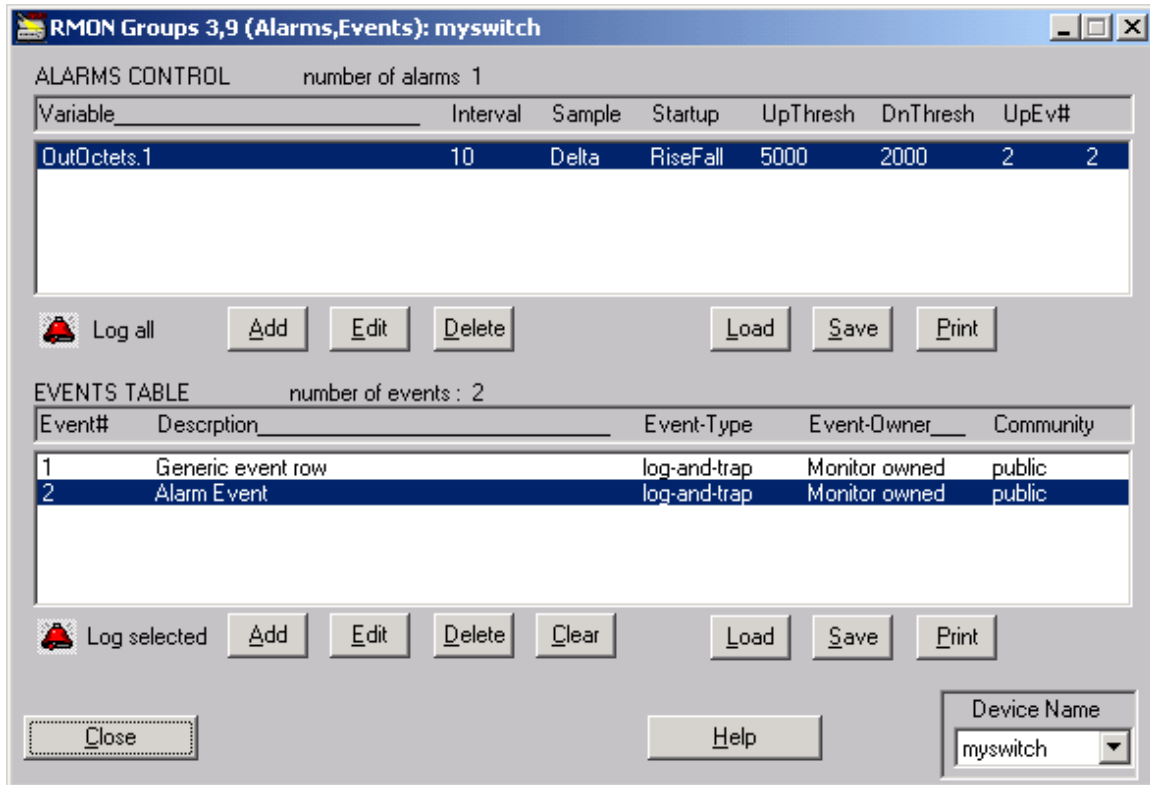 RMON Groups 3,9 (Alarms,Events): myswitch
ALARMS CONTROL number of alarms 1
Variable Interval Sample Startup UpThresh DnThresh UpEv#
OutOctets.1 10 Delta RiseFall 5000 2000 2 2
Log all Add Edit Delete Load Save Print
EVENTS TABLE number of events : 2
Event# Descrption Event-Type Event-Owner Community
1 Generic event row log-and-trap Monitor owned public
2 Alarm Event log-and-trap Monitor owned public
Log selected Add Edit Delete Clear Load Save Print
Device Name
Close Help myswitch